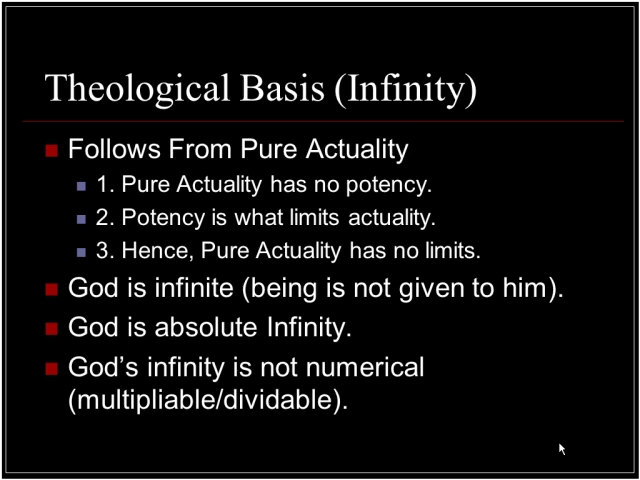 Theological Basis (Infinity)
Follows From Pure Actuality
1. Pure Actuality has no potency.
2. Potency is what limits actuality.
3. Hence, Pure Actuality has no limits.
God is infinite (being is not given to him).
God is absolute Infinity.
God’s infinity is not numerical
(multipliable/dividable).